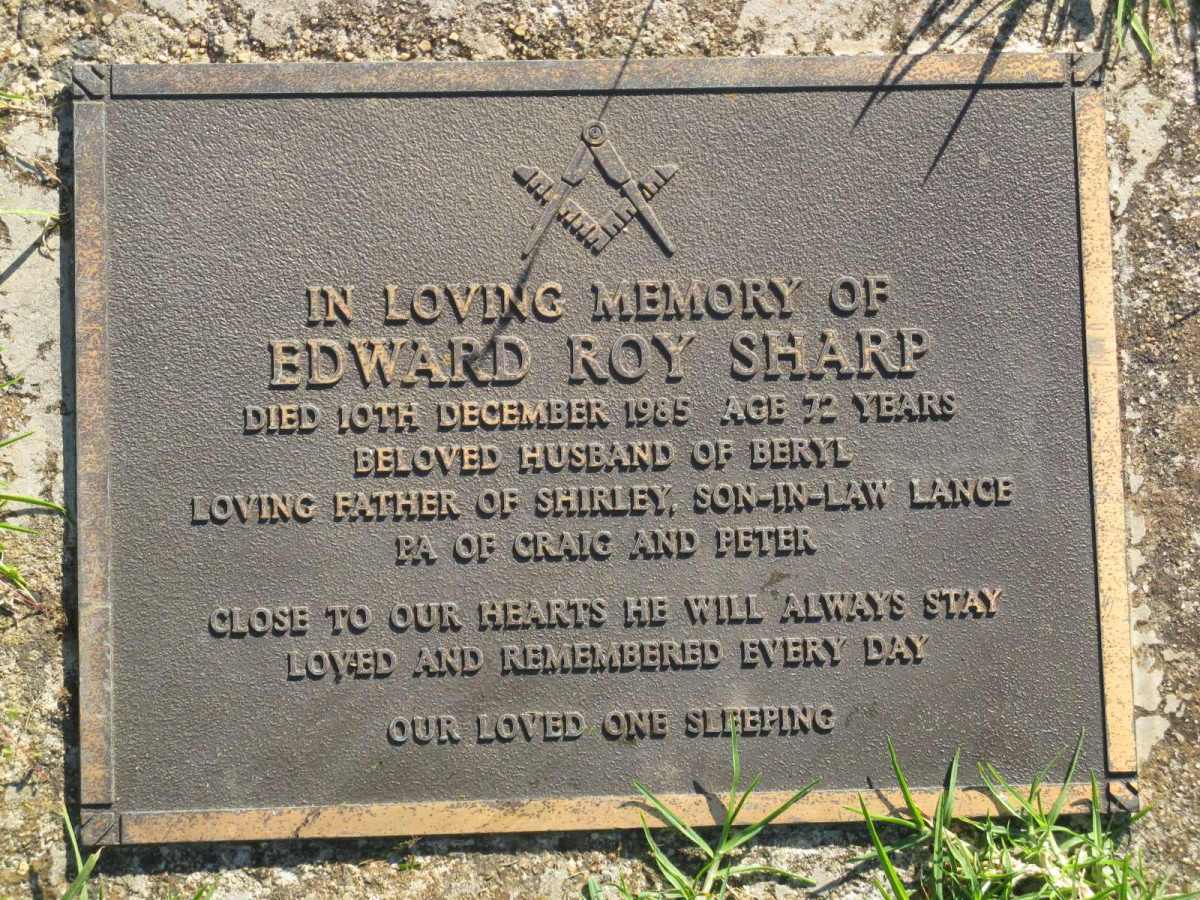 IN LOVING MEMORY OF
EDWARD ROY SHARP
DIED 10TH DECEMBER 1985 AGE 72 YEARS
BELOVED HUSBAND OF BERYL
LOVING FATHER OF SHIRLEY, SON-IN-LAW LANCE
PA OF CRAIG AND PETER
CLOSE TO OUR HEARTS HE WILL ALWAYS STAY
LOVED AND REMEMBERED EVERY DAY
OUR LOVED ONE SLEEPING